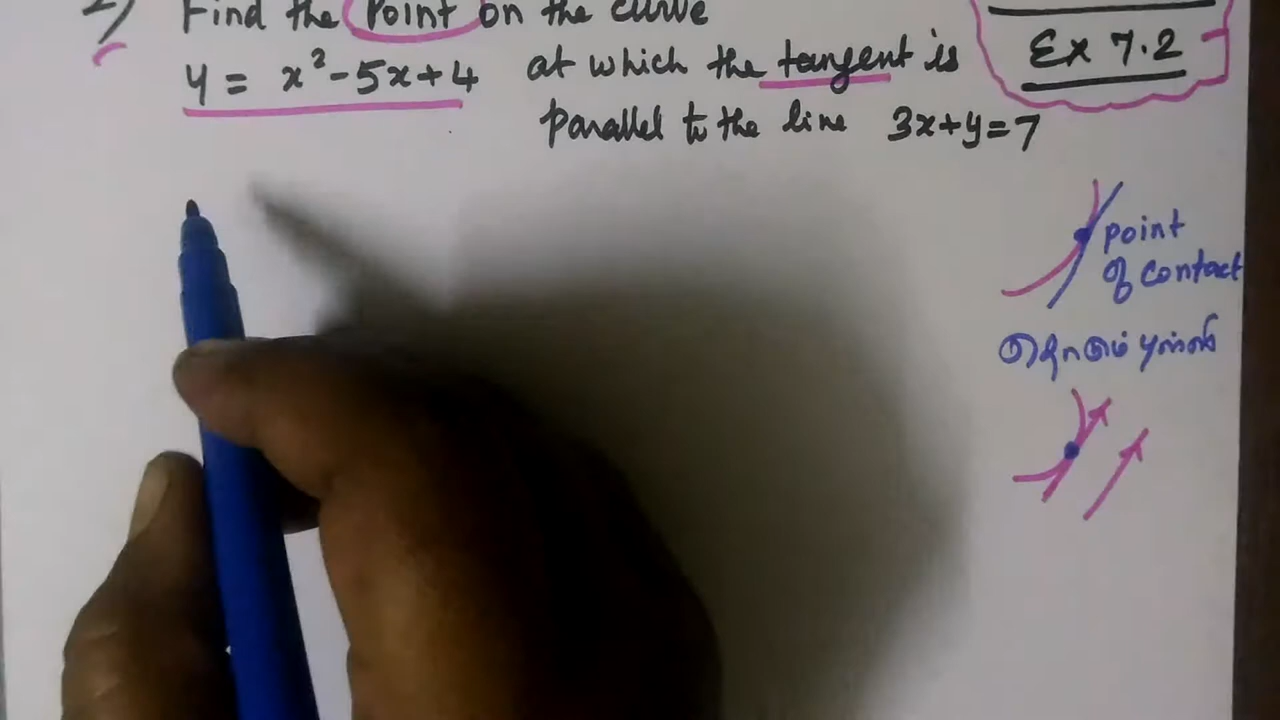 2) Find the Point on the curve
y = x² - 5x + 4 at which the tangent is
parallel to the line 3x + y = 7
Ex 7.2
point
of contact
தொடும் புள்ளி